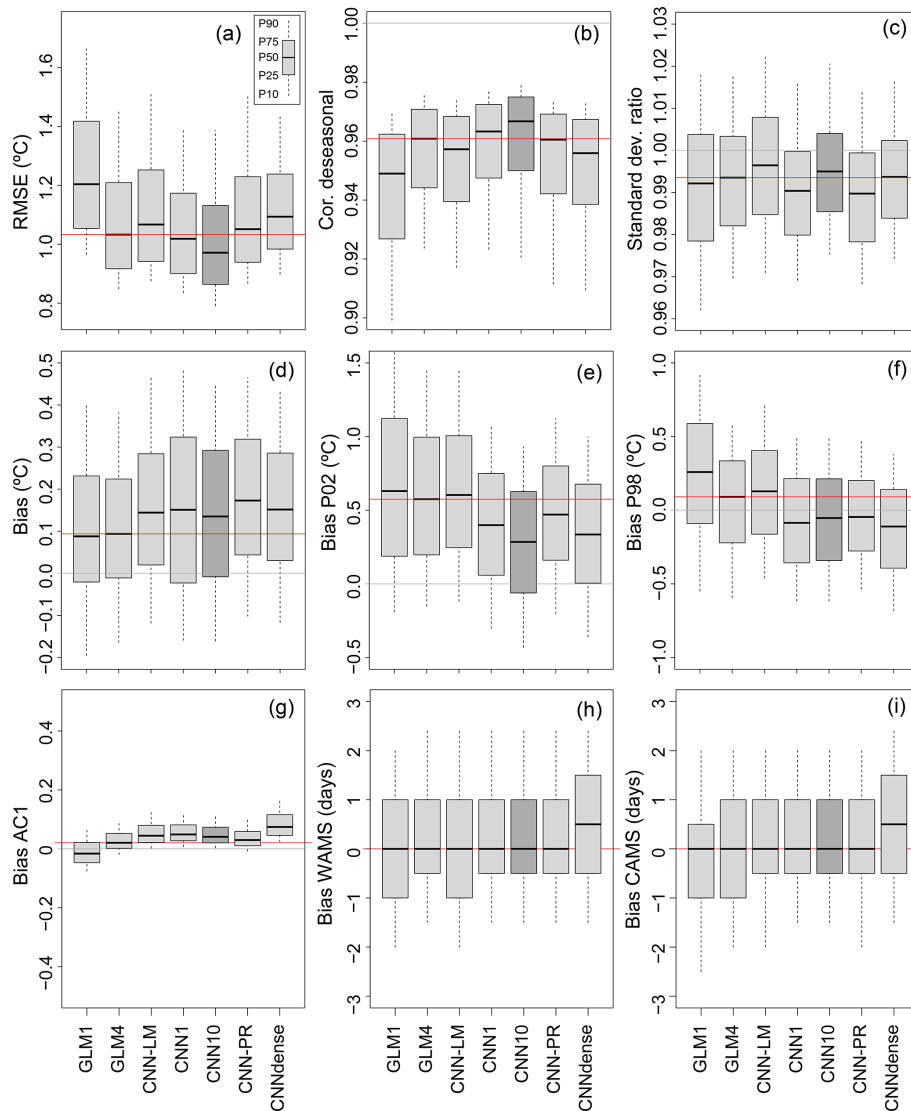 (a)
P90
P75
P50
P25
P10
RMSE (ºC)
0.8 1.0 1.2 1.4 1.6
(b)
Cor. deseasonal
0.90 0.92 0.94 0.96 0.98 1.00
(c)
Standard dev. ratio
0.96 0.97 0.98 0.99 1.00 1.01 1.02 1.03
(d)
Bias (ºC)
−0.2 −0.1 0.0 0.1 0.2 0.3 0.4 0.5
(e)
Bias P02 (ºC)
−0.5 0.0 0.5 1.0 1.5
(f)
Bias P98 (ºC)
−1.0 −0.5 0.0 0.5 1.0
(g)
Bias AC1
−0.4 −0.2 0.0 0.2 0.4
(h)
Bias WAMS (days)
−3 −2 −1 0 1 2 3
(i)
Bias CAMS (days)
−3 −2 −1 0 1 2 3
GLM1 GLM4 CNN-LM CNN1 CNN10 CNN-PR CNNdense
GLM1 GLM4 CNN-LM CNN1 CNN10 CNN-PR CNNdense
GLM1 GLM4 CNN-LM CNN1 CNN10 CNN-PR CNNdense